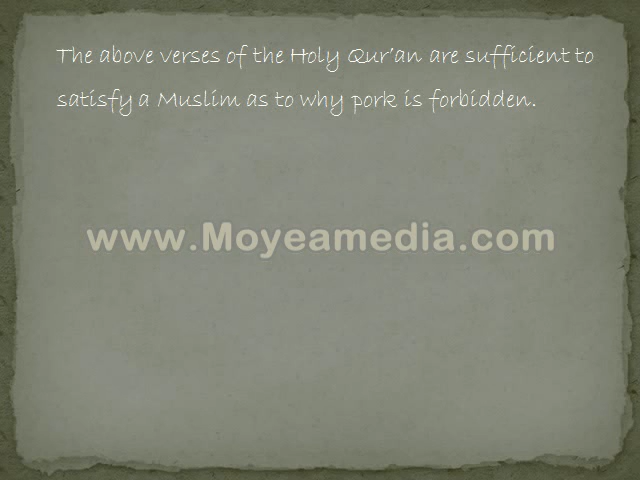 The above verses of the Holy Qur'an are sufficient to
satisfy a Muslim as to why pork is forbidden.
www.Moyeamedia.com